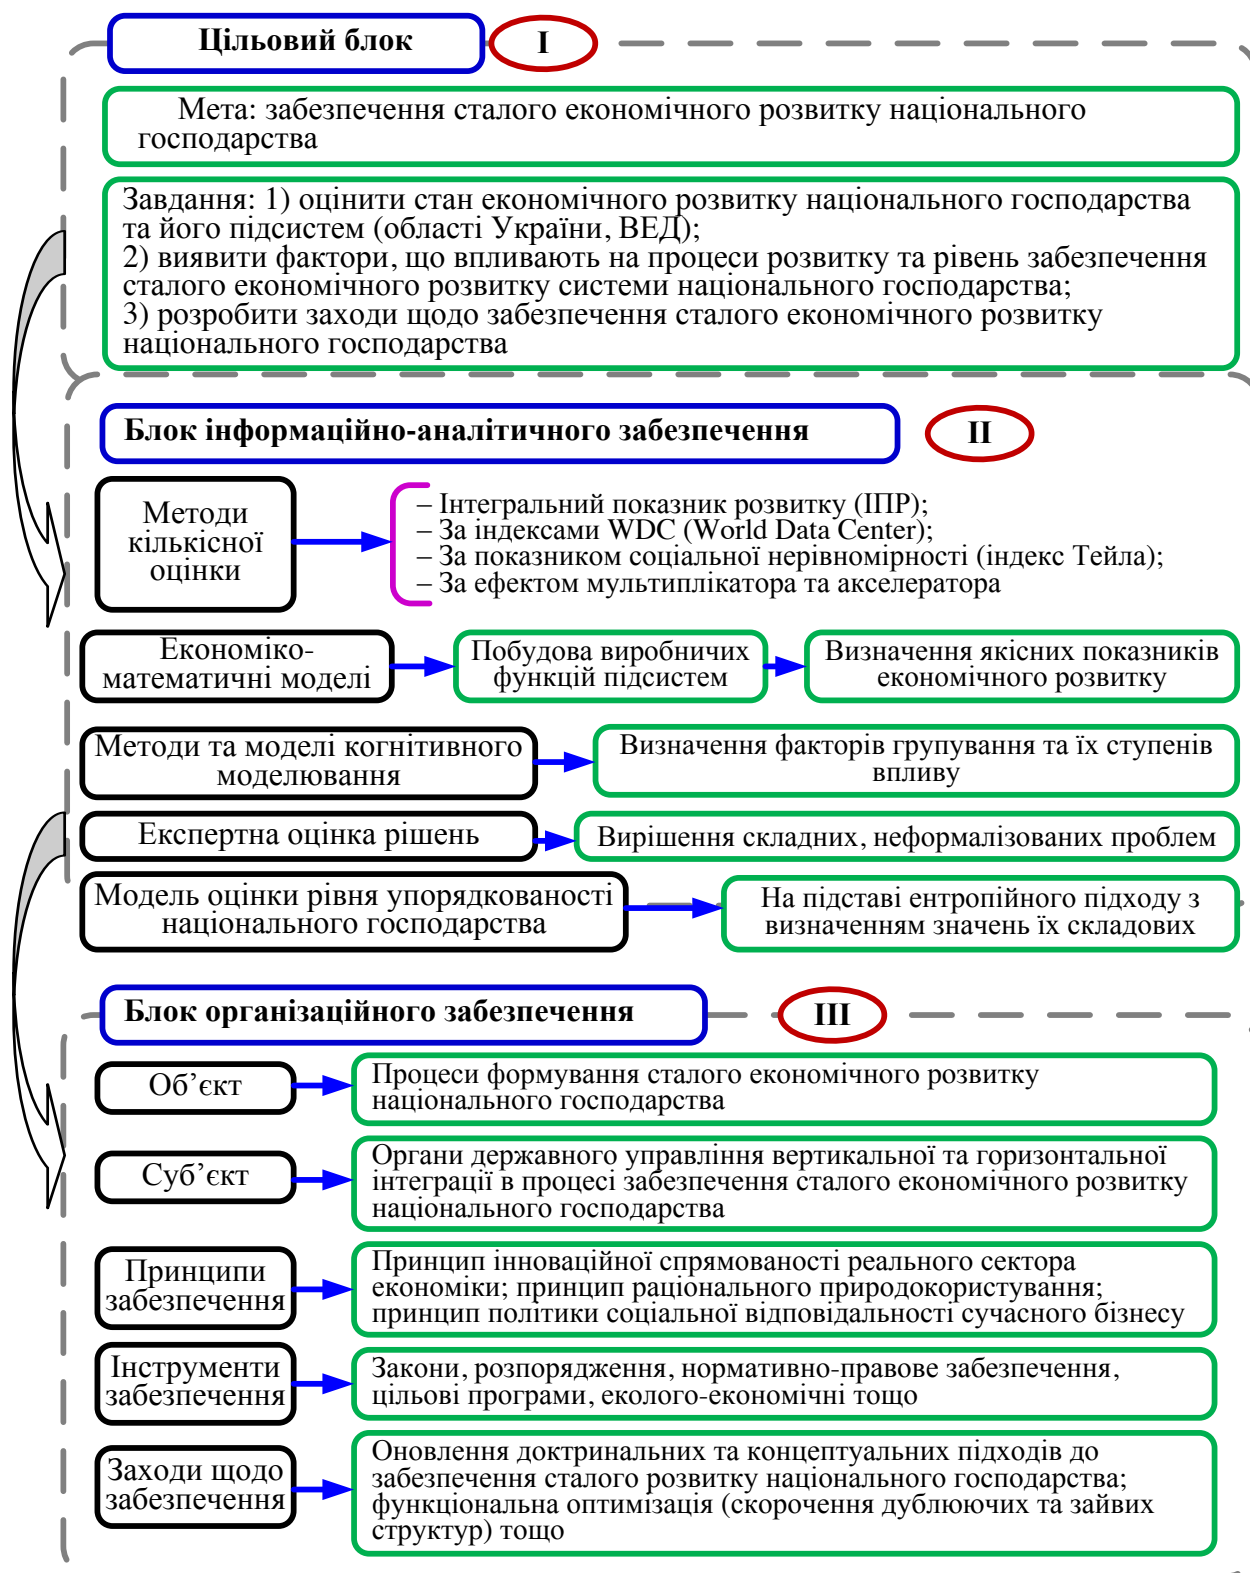 Цільовий блок
I
Мета: забезпечення сталого економічного розвитку національного
господарства
Завдання: 1) оцінити стан економічного розвитку національного господарства
та його підсистем (області України, ВЕД);
2) виявити фактори, що впливають на процеси розвитку та рівень забезпечення
сталого економічного розвитку системи національного господарства;
3) розробити заходи щодо забезпечення сталого економічного розвитку
національного господарства
Блок інформаційно-аналітичного забезпечення
II
Методи
кількісної
оцінки
– Інтегральний показник розвитку (ІПР);
– За індексами WDC (World Data Center);
– За показником соціальної нерівномірності (індекс Тейла);
– За ефектом мультиплікатора та акселератора
Економіко-
математичні моделі
Побудова виробничих
функцій підсистем
Визначення якісних показників
економічного розвитку
Методи та моделі когнітивного
моделювання
Визначення факторів групування та їх ступенів
впливу
Експертна оцінка рішень
Вирішення складних, неформалізованих проблем
Модель оцінки рівня упорядкованості
національного господарства
На підставі ентропійного підходу з
визначенням значень їх складових
Блок організаційного забезпечення
III
Об’єкт
Процеси формування сталого економічного розвитку
національного господарства
Суб’єкт
Органи державного управління вертикальної та горизонтальної
інтеграції в процесі забезпечення сталого економічного розвитку
національного господарства
Принципи
забезпечення
Принцип інноваційної спрямованості реального сектора
економіки; принцип раціонального природокористування;
принцип політики соціальної відповідальності сучасного бізнесу
Інструменти
забезпечення
Закони, розпорядження, нормативно-правове забезпечення,
цільові програми, еколого-економічні тощо
Заходи щодо
забезпечення
Оновлення доктринальних та концептуальних підходів до
забезпечення сталого розвитку національного господарства;
функціональна оптимізація (скорочення дублюючих та зайвих
структур) тощо